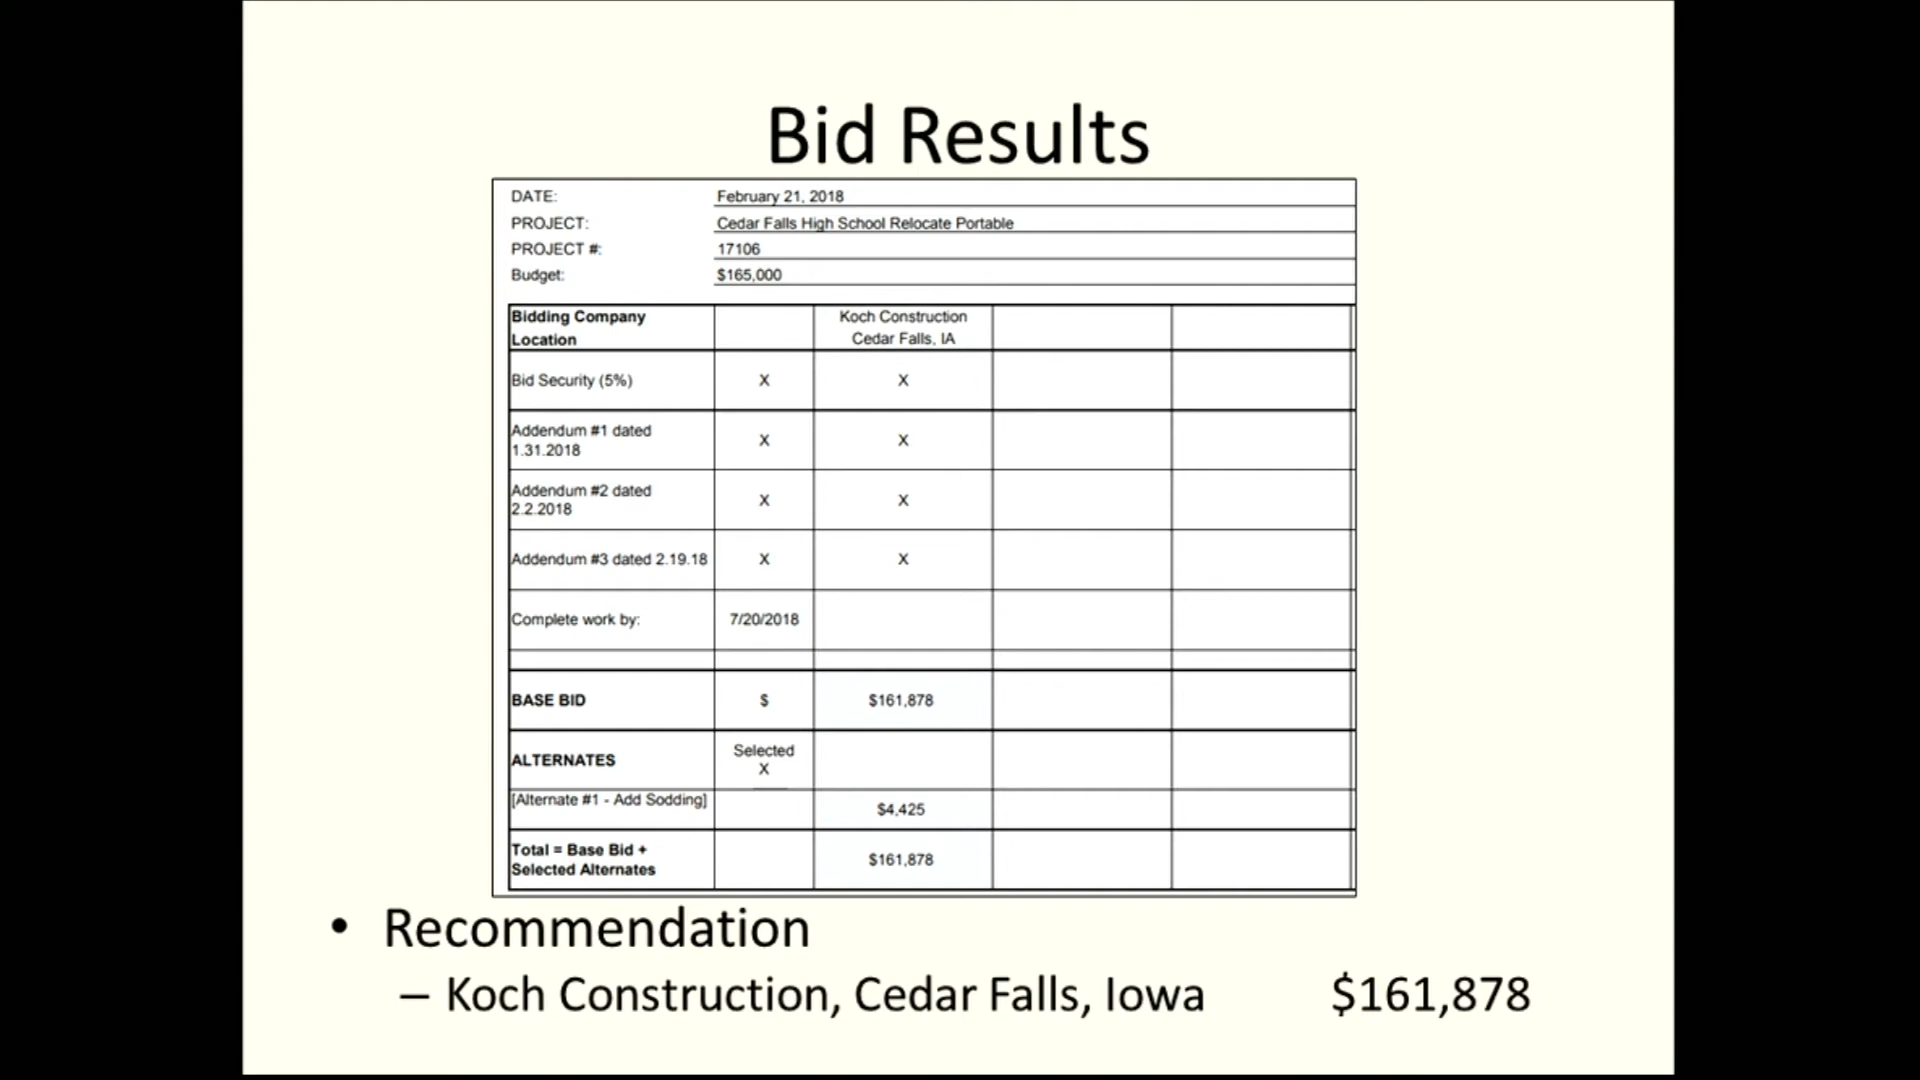 Bid Results
DATE: February 21, 2018
PROJECT: Cedar Falls High School Relocate Portable
PROJECT #: 17106
Budget: $165,000
Bidding Company Koch Construction
Location Cedar Falls, IA
Bid Security (5%) X X
Addendum #1 dated
1.31.2018 X X
Addendum #2 dated
2.2.2018 X X
Addendum #3 dated 2.19.18 X X
Complete work by: 7/20/2018
BASE BID $ $161,878
ALTERNATES Selected
X
[Alternate #1 - Add Sodding] $4,425
Total = Base Bid +
Selected Alternates $161,878
• Recommendation
– Koch Construction, Cedar Falls, Iowa $161,878